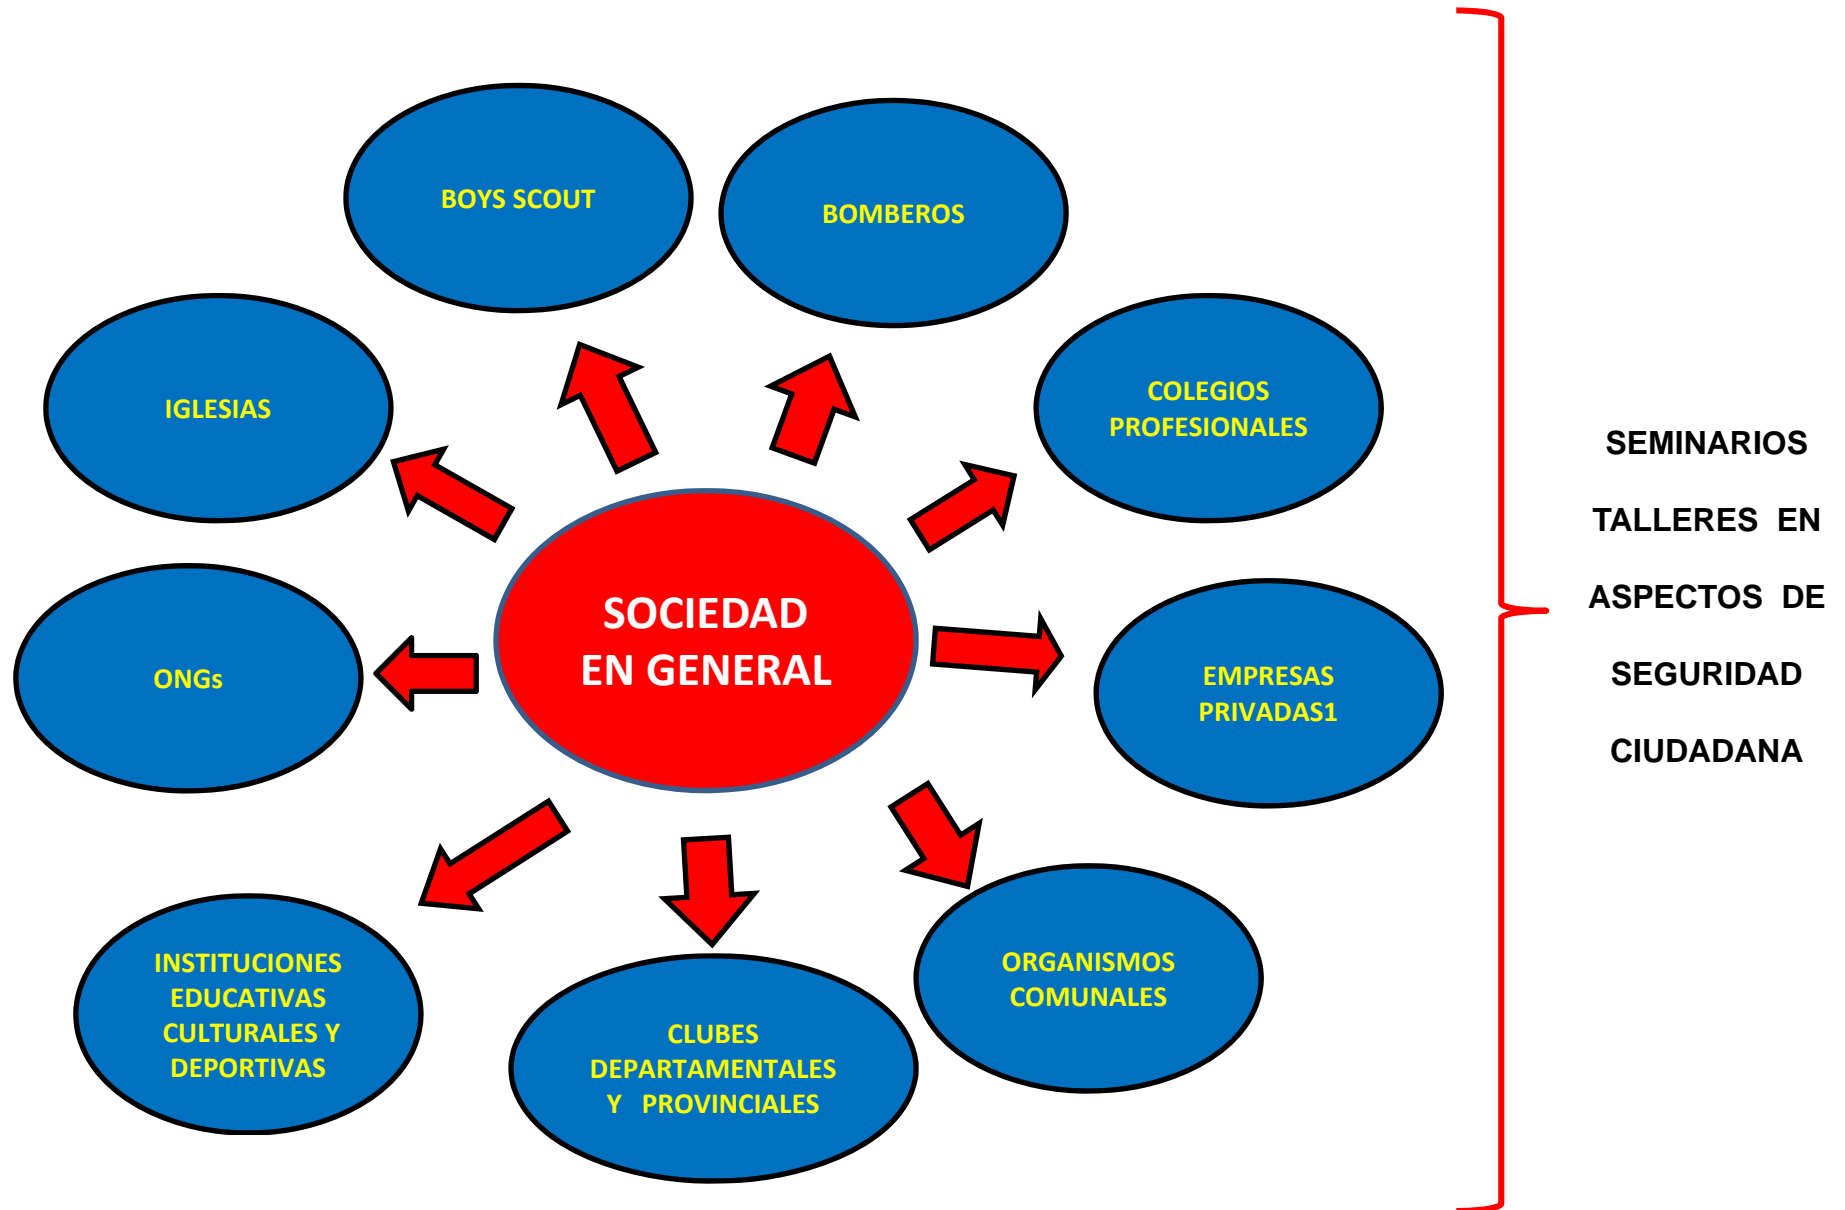 BOYS SCOUT
BOMBEROS
IGLESIAS
COLEGIOS
PROFESIONALES
SOCIEDAD
EN GENERAL
ONGs
EMPRESAS
PRIVADAS1
INSTITUCIONES
EDUCATIVAS
CULTURALES Y
DEPORTIVAS
CLUBES
DEPARTAMENTALES
Y PROVINCIALES
ORGANISMOS
COMUNALES
SEMINARIOS
TALLERES EN
ASPECTOS DE
SEGURIDAD
CIUDADANA